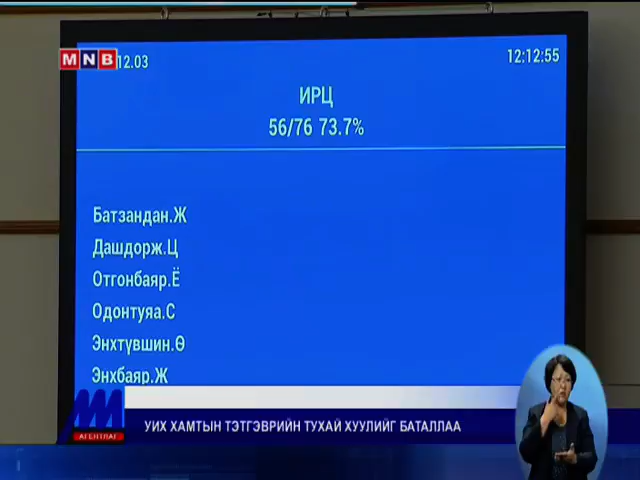 MNB
12.03
12:12:55
ИРЦ
56/76 73.7%
Батзандан.Ж
Дашдорж.Ц
Отгонбаяр.Ё
Одонтуяа.С
Энхтүвшин.Ө
Энхбаяр.Ж
АГЕНТЛАГ
УИХ ХАМТЫН ТЭТГЭВРИЙН ТУХАЙ ХУУЛИЙГ БАТАЛЛАА